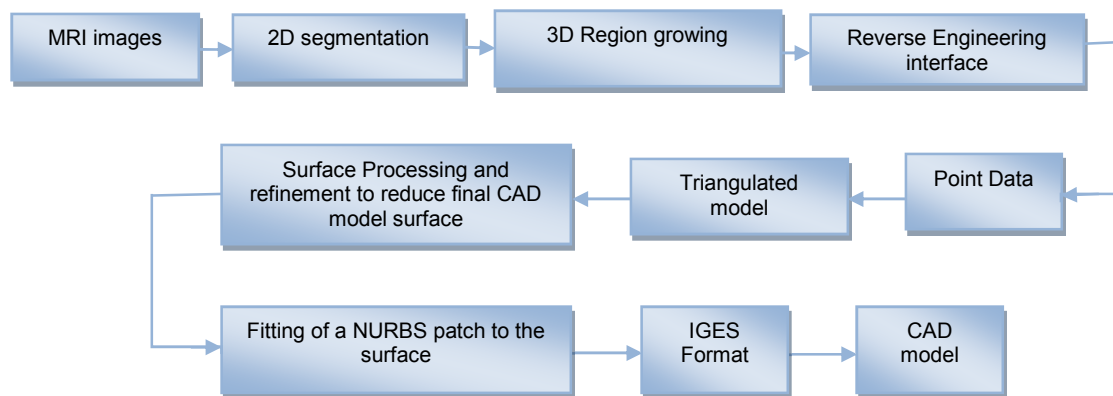 MRI images
2D segmentation
3D Region growing
Reverse Engineering
interface
Surface Processing and
refinement to reduce final CAD
model surface
Triangulated
model
Point Data
Fitting of a NURBS patch to the
surface
IGES
Format
CAD
model